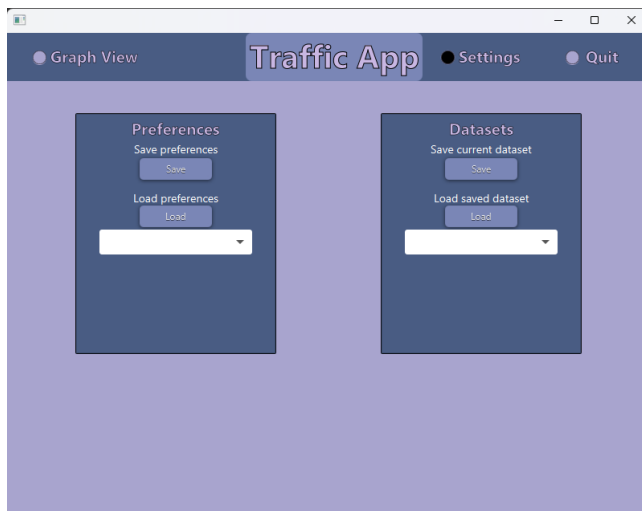 Graph View
Traffic App
Settings
Quit
Preferences
Save preferences
Save
Load preferences
Load
Datasets
Save current dataset
Save
Load saved dataset
Load